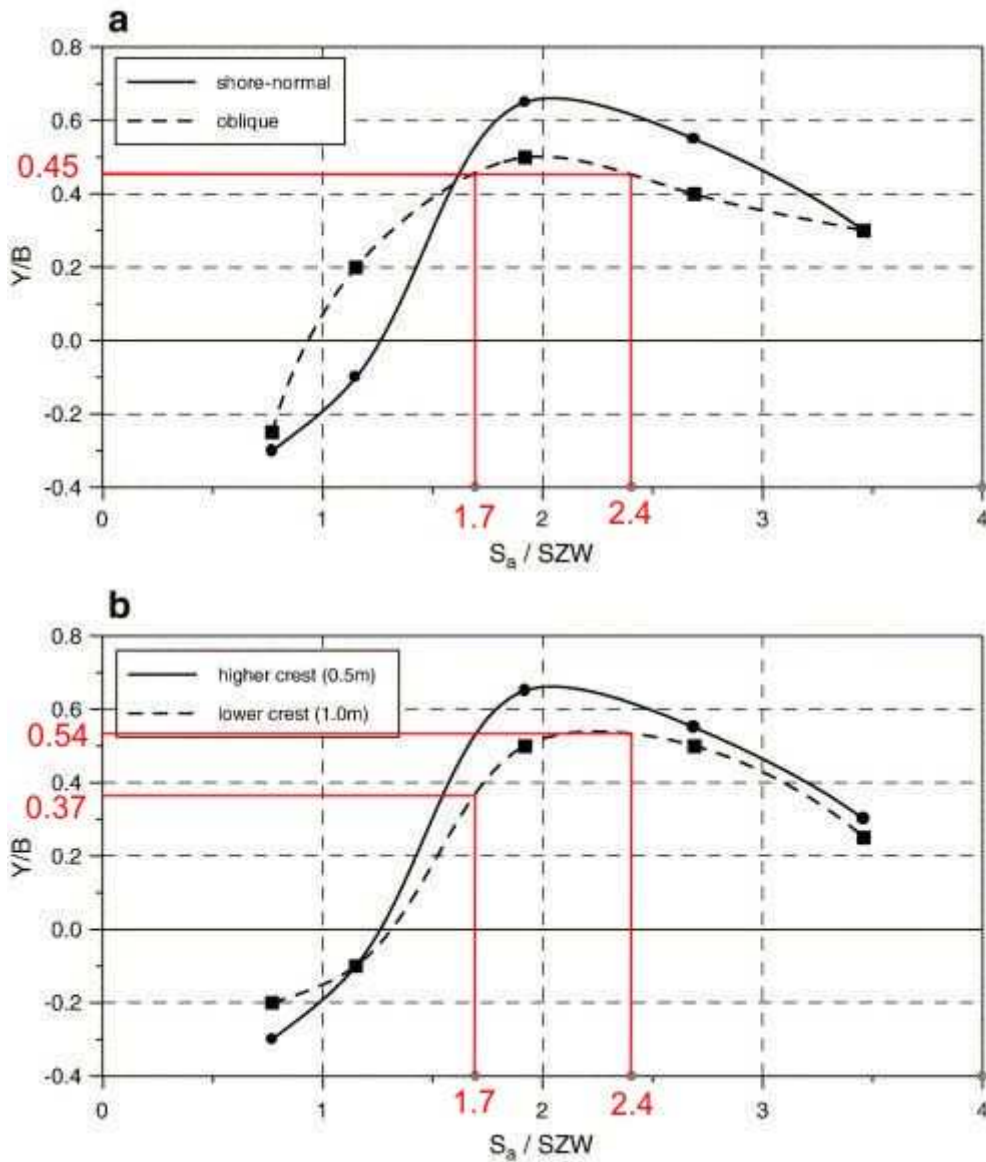 a
0.8
shore-normal
oblique
0.6
0.45
0.4
Y/B
0.2
0.0
-0.2
-0.4
0 1 1.7 2 2.4 3 4
Sₐ / SZW
b
0.8
higher crest (0.5m)
lower crest (1.0m)
0.6
0.54
0.4
0.37
Y/B
0.2
0.0
-0.2
-0.4
0 1 1.7 2 2.4 3 4
Sₐ / SZW